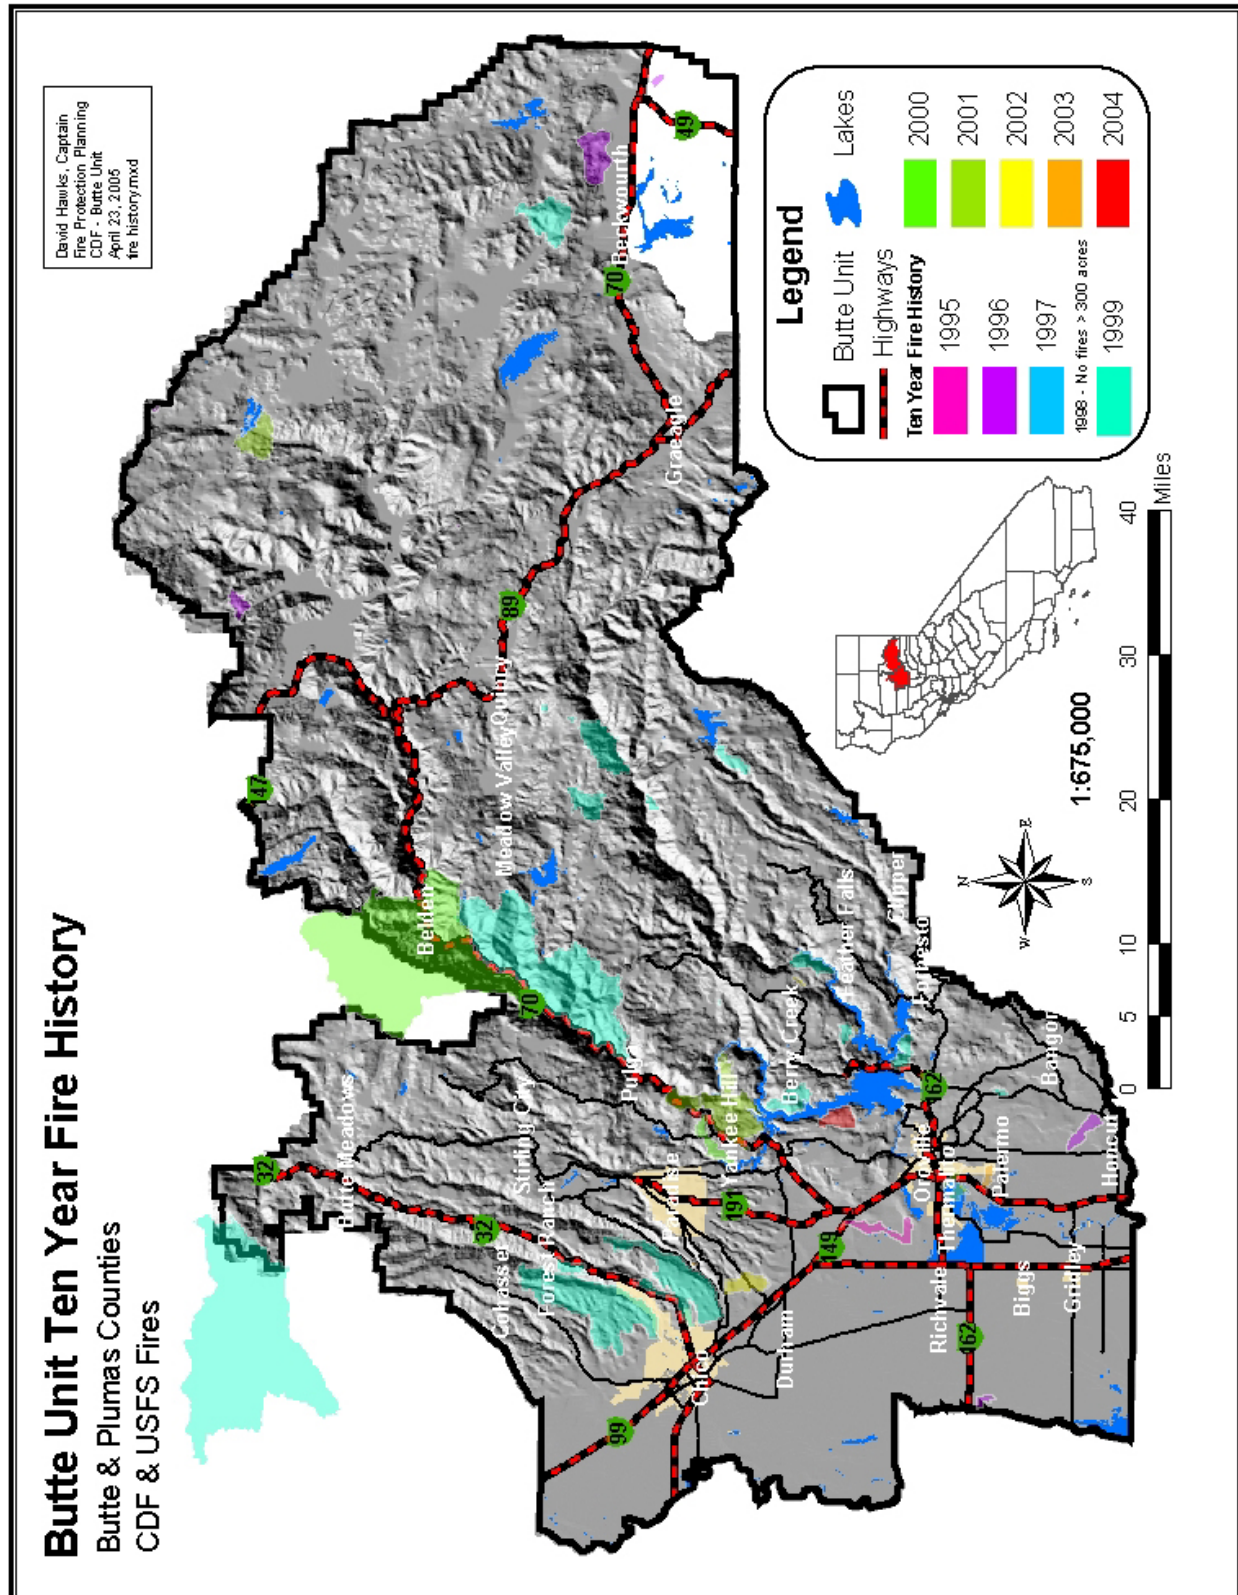 Butte Unit Ten Year Fire History
Butte & Plumas Counties
CDF & USFS Fires
David Hawks, Captain
Fire Protection Planning
CDF - Butte Unit
April 23, 2005
fire history.mxd
32
147
Butte Meadows
Belden
32
Stirling City
Cohasset
Forest Ranch
70
Meadow Valley
Quincy
89
70
Beckwourth
49
Graeagle
99
Pulga
Paradise
Yankee Hill
191
Chico
Durham
149
Berry Creek
Feather Falls
Clipper
Oroville
Thermalito
62
Richvale
162
Palermo
Bangor
Biggs
Gridley
Honcut
Legend
Butte Unit
Lakes
Highways
Ten Year Fire History
1995
1996
1997
1998 - No fires > 300 acres
1999
2000
2001
2002
2003
2004
N
W
E
S
1:675,000
0
5
10
20
30
40
Miles